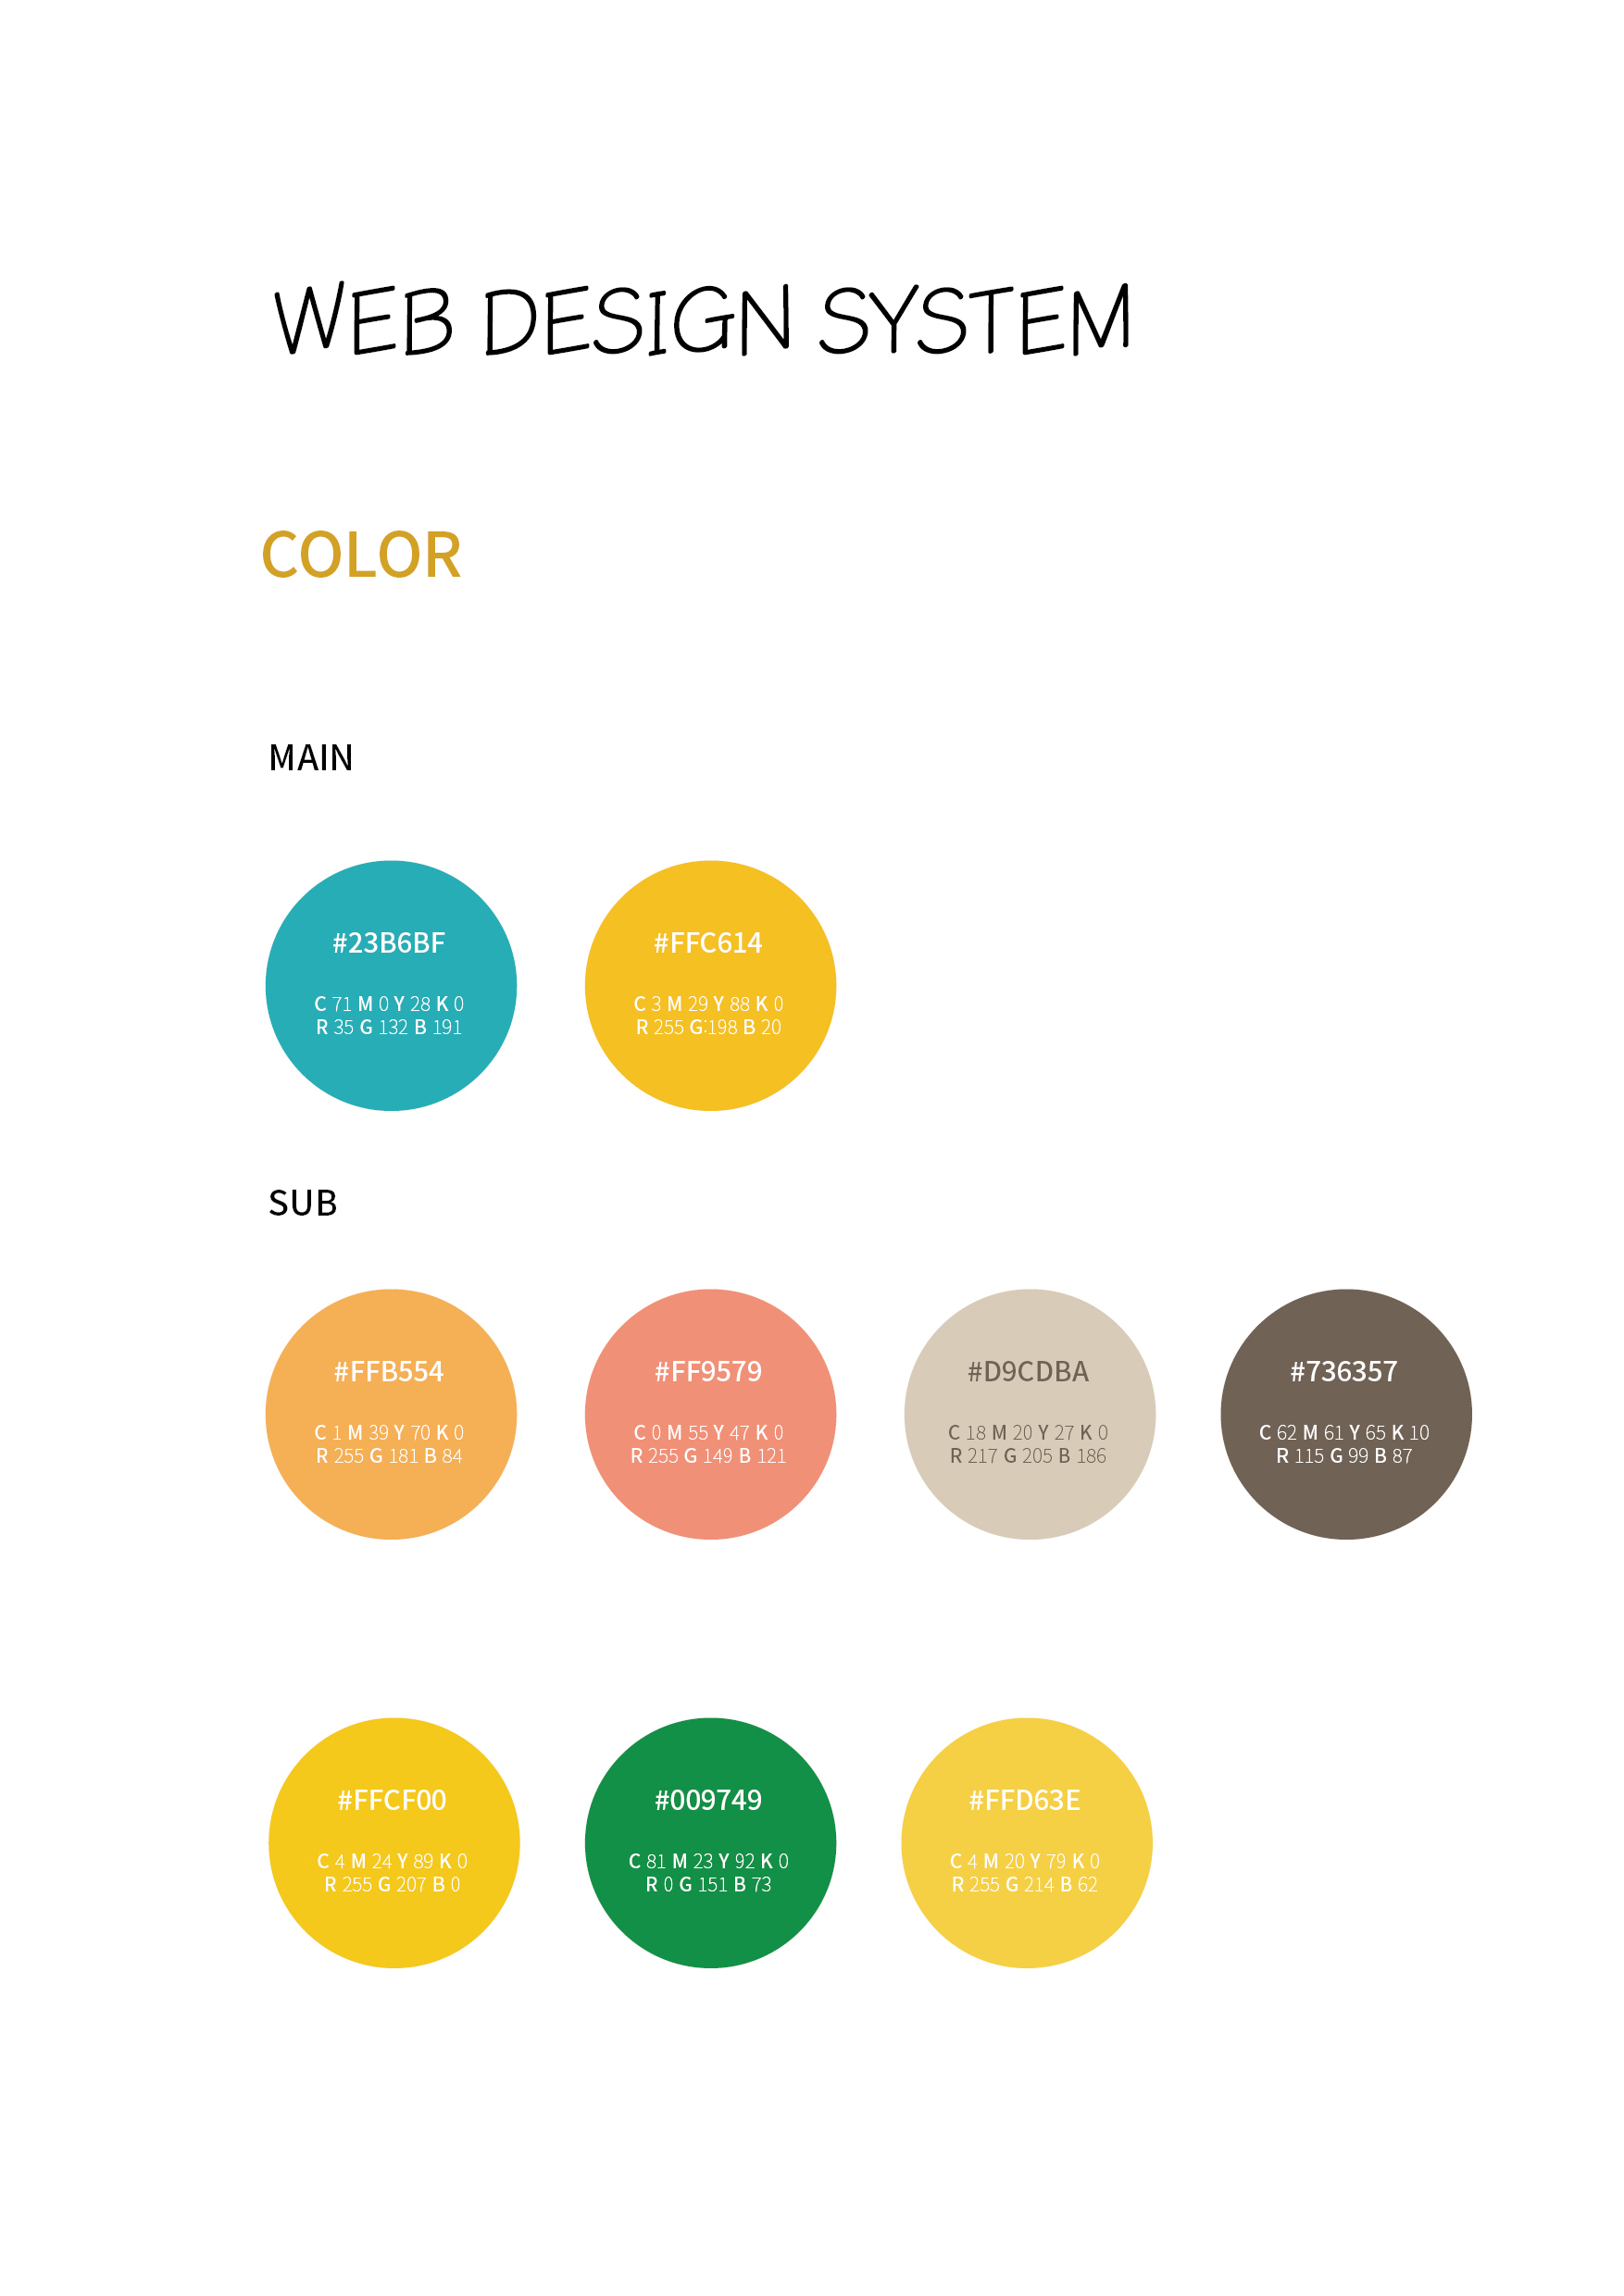 WEB DESIGN SYSTEM
COLOR
MAIN
#23B6BF
C 71 M 0 Y 28 K 0
R 35 G 132 B 191
#FFC614
C 3 M 29 Y 88 K 0
R 255 G:198 B 20
SUB
#FFB554
C 1 M 39 Y 70 K 0
R 255 G 181 B 84
#FF9579
C 0 M 55 Y 47 K 0
R 255 G 149 B 121
#D9CDBA
C 18 M 20 Y 27 K 0
R 217 G 205 B 186
#736357
C 62 M 61 Y 65 K 10
R 115 G 99 B 87
#FFCF00
C 4 M 24 Y 89 K 0
R 255 G 207 B 0
#009749
C 81 M 23 Y 92 K 0
R 0 G 151 B 73
#FFD63E
C 4 M 20 Y 79 K 0
R 255 G 214 B 62